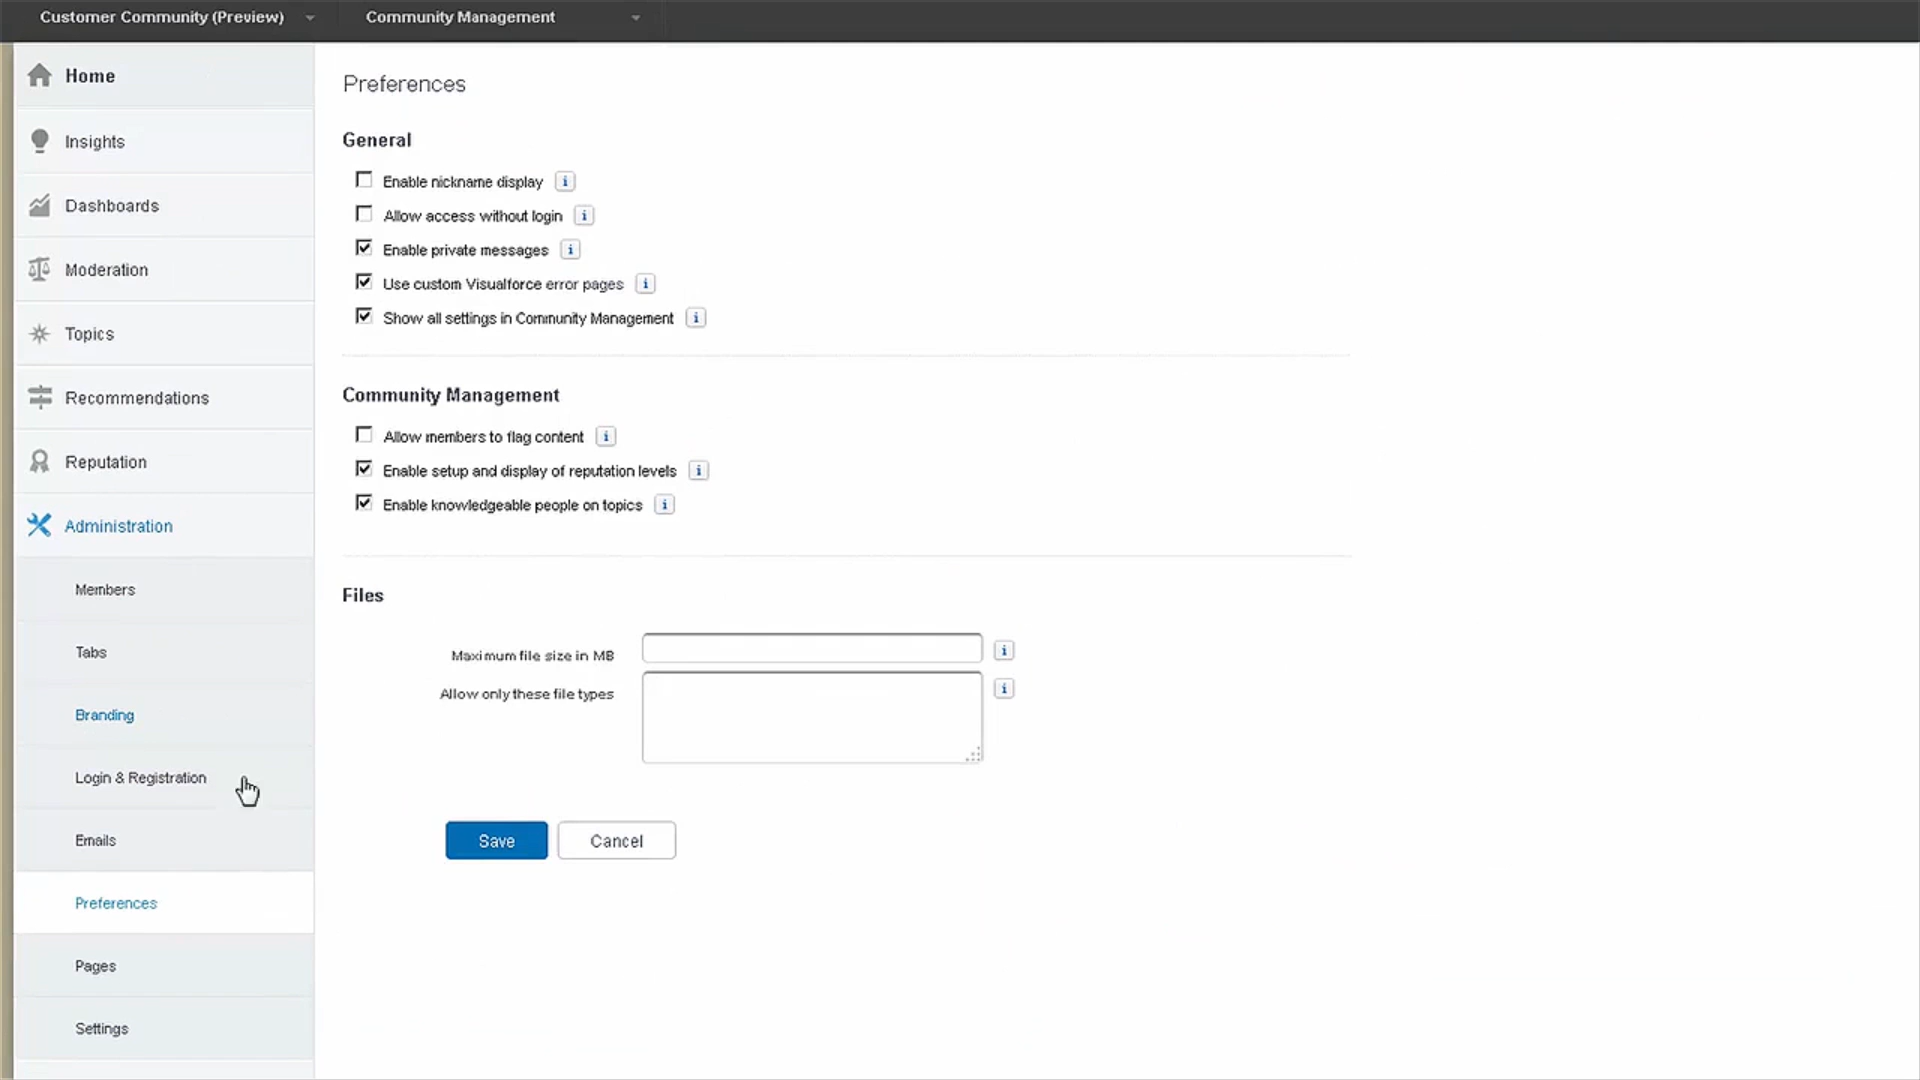 Customer Community (Preview)
Community Management
Home
Insights
Dashboards
Moderation
Topics
Recommendations
Reputation
Administration
Members
Tabs
Branding
Login & Registration
Emails
Preferences
Pages
Settings
Preferences
General
Enable nickname display
Allow access without login
Enable private messages
Use custom Visualforce error pages
Show all settings in Community Management
Community Management
Allow members to flag content
Enable setup and display of reputation levels
Enable knowledgeable people on topics
Files
Maximum file size in MB
Allow only these file types
Save Cancel